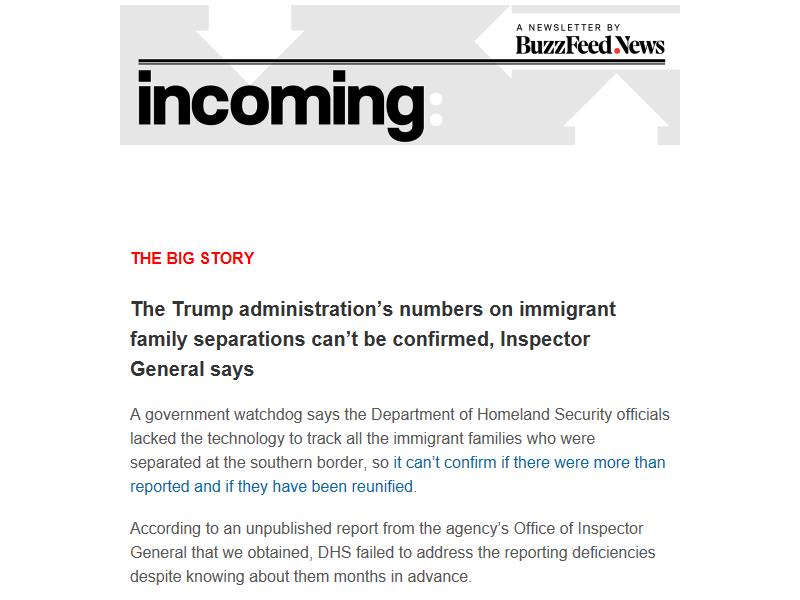 A NEWSLETTER BY
BuzzFeed.News
incoming:
THE BIG STORY
The Trump administration’s numbers on immigrant
family separations can’t be confirmed, Inspector
General says
A government watchdog says the Department of Homeland Security officials
lacked the technology to track all the immigrant families who were
separated at the southern border, so it can’t confirm if there were more than
reported and if they have been reunified.
According to an unpublished report from the agency’s Office of Inspector
General that we obtained, DHS failed to address the reporting deficiencies
despite knowing about them months in advance.